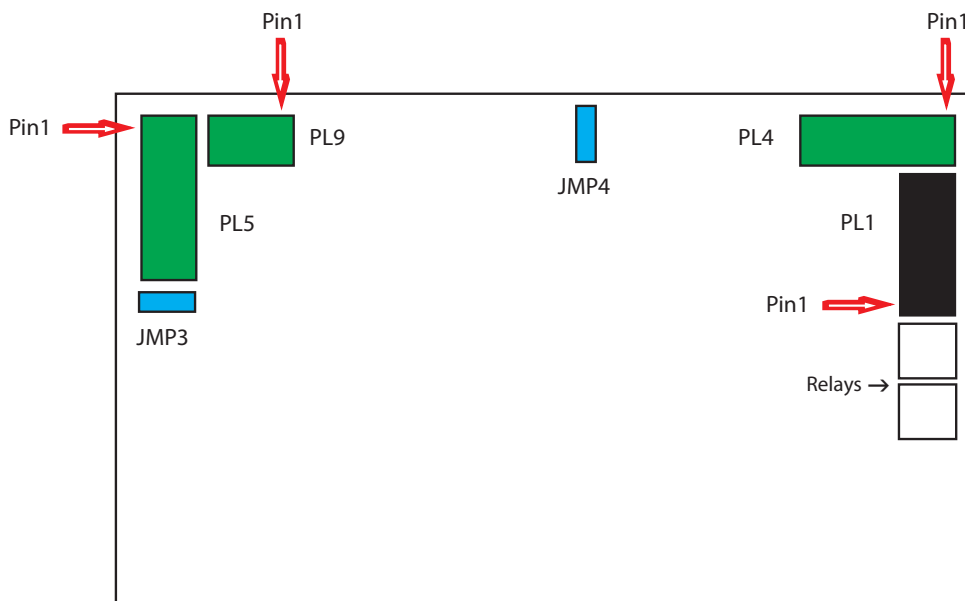 Pin1
Pin1
Pin1
PL9
PL4
JMP4
PL5
PL1
Pin1
JMP3
Relays →